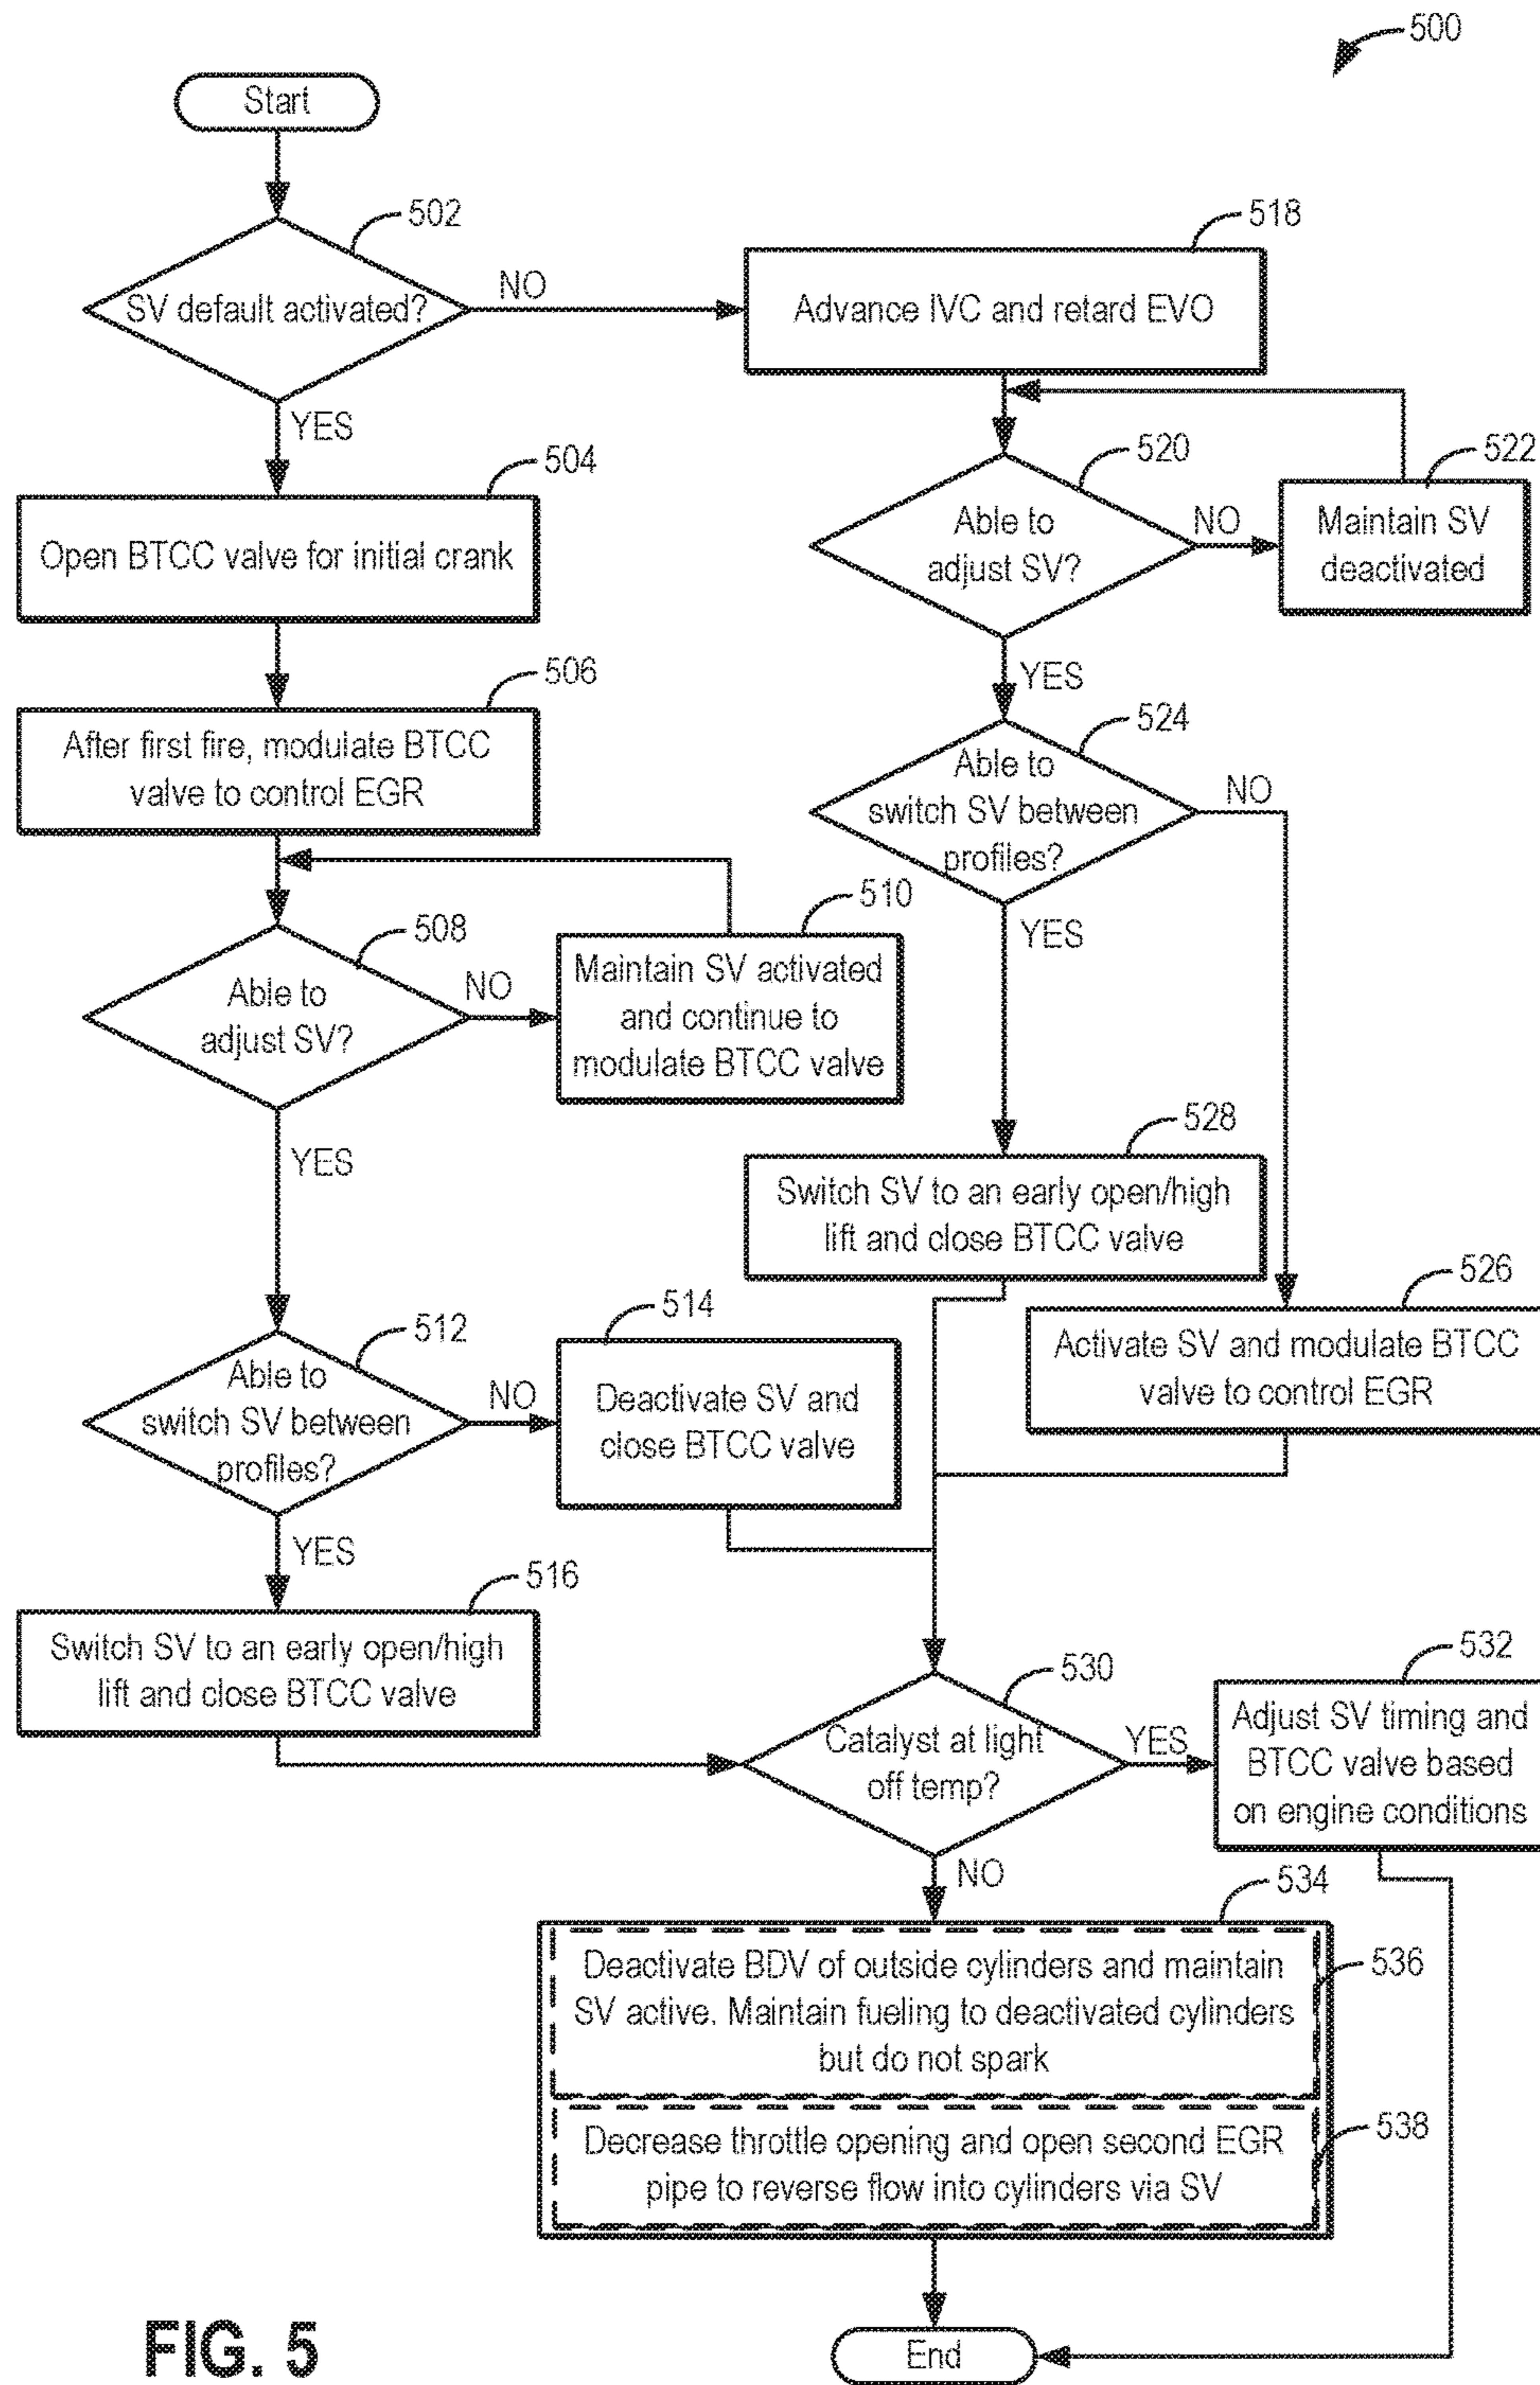 500
Start
502
SV default activated?
NO
YES
518
Advance IVC and retard EVO
504
Open BTCC valve for initial crank
520
Able to
adjust SV?
NO
YES
522
Maintain SV
deactivated
506
After first fire, modulate BTCC
valve to control EGR
524
Able to
switch SV between
profiles?
NO
YES
508
Able to
adjust SV?
NO
YES
510
Maintain SV activated
and continue to
modulate BTCC valve
528
Switch SV to an early open/high
lift and close BTCC valve
526
Activate SV and modulate BTCC
valve to control EGR
512
Able to
switch SV between
profiles?
NO
YES
514
Deactivate SV and
close BTCC valve
516
Switch SV to an early open/high
lift and close BTCC valve
530
Catalyst at light
off temp?
YES
NO
532
Adjust SV timing and
BTCC valve based
on engine conditions
534
Deactivate BDV of outside cylinders and maintain
SV active. Maintain fueling to deactivated cylinders
but do not spark
536
Decrease throttle opening and open second EGR
pipe to reverse flow into cylinders via SV
538
End
FIG. 5